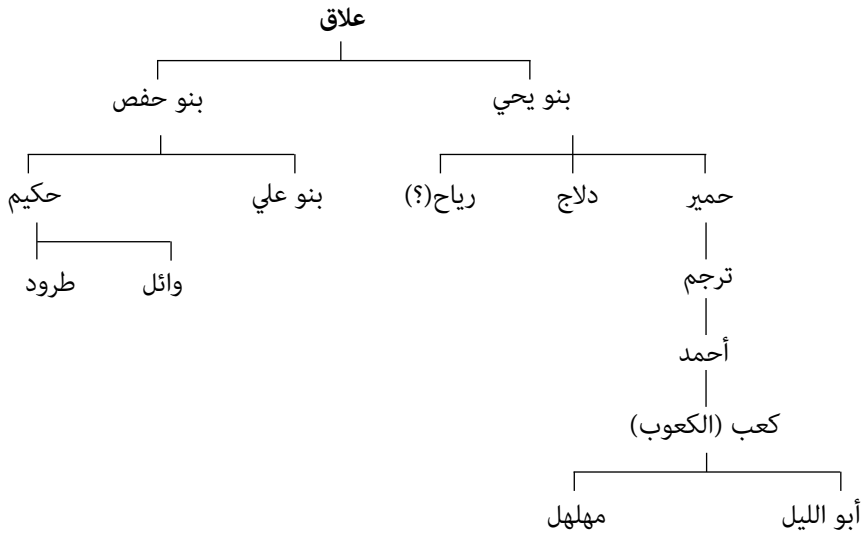 علاق
بنو يحي بنو حفص
حمير دلاج رياح(؟) بنو علي حكيم
ترجم وائل طرود
أحمد
كعب (الكعوب)
أبو الليل مهلهل